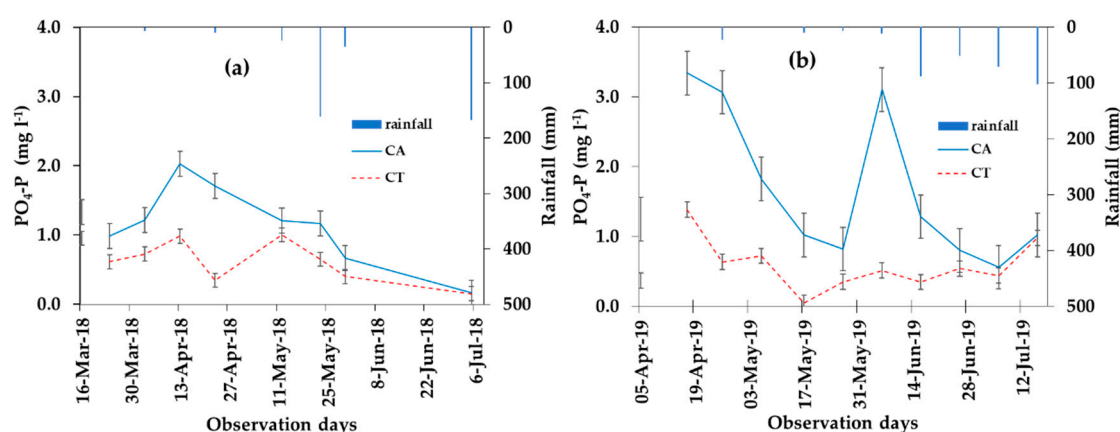 (a)
PO4-P (mg l-1)
4.0
3.0
2.0
1.0
0.0
rainfall
CA
CT
0
100
200
300
400
500
Rainfall (mm)
16-Mar-18
30-Mar-18
13-Apr-18
27-Apr-18
11-May-18
25-May-18
8-Jun-18
22-Jun-18
6-Jul-18
Observation days
(b)
PO4-P (mg l-1)
4.0
3.0
2.0
1.0
0.0
rainfall
CA
CT
0
100
200
300
400
500
Rainfall (mm)
05-Apr-19
19-Apr-19
03-May-19
17-May-19
31-May-19
14-Jun-19
28-Jun-19
12-Jul-19
Observation days